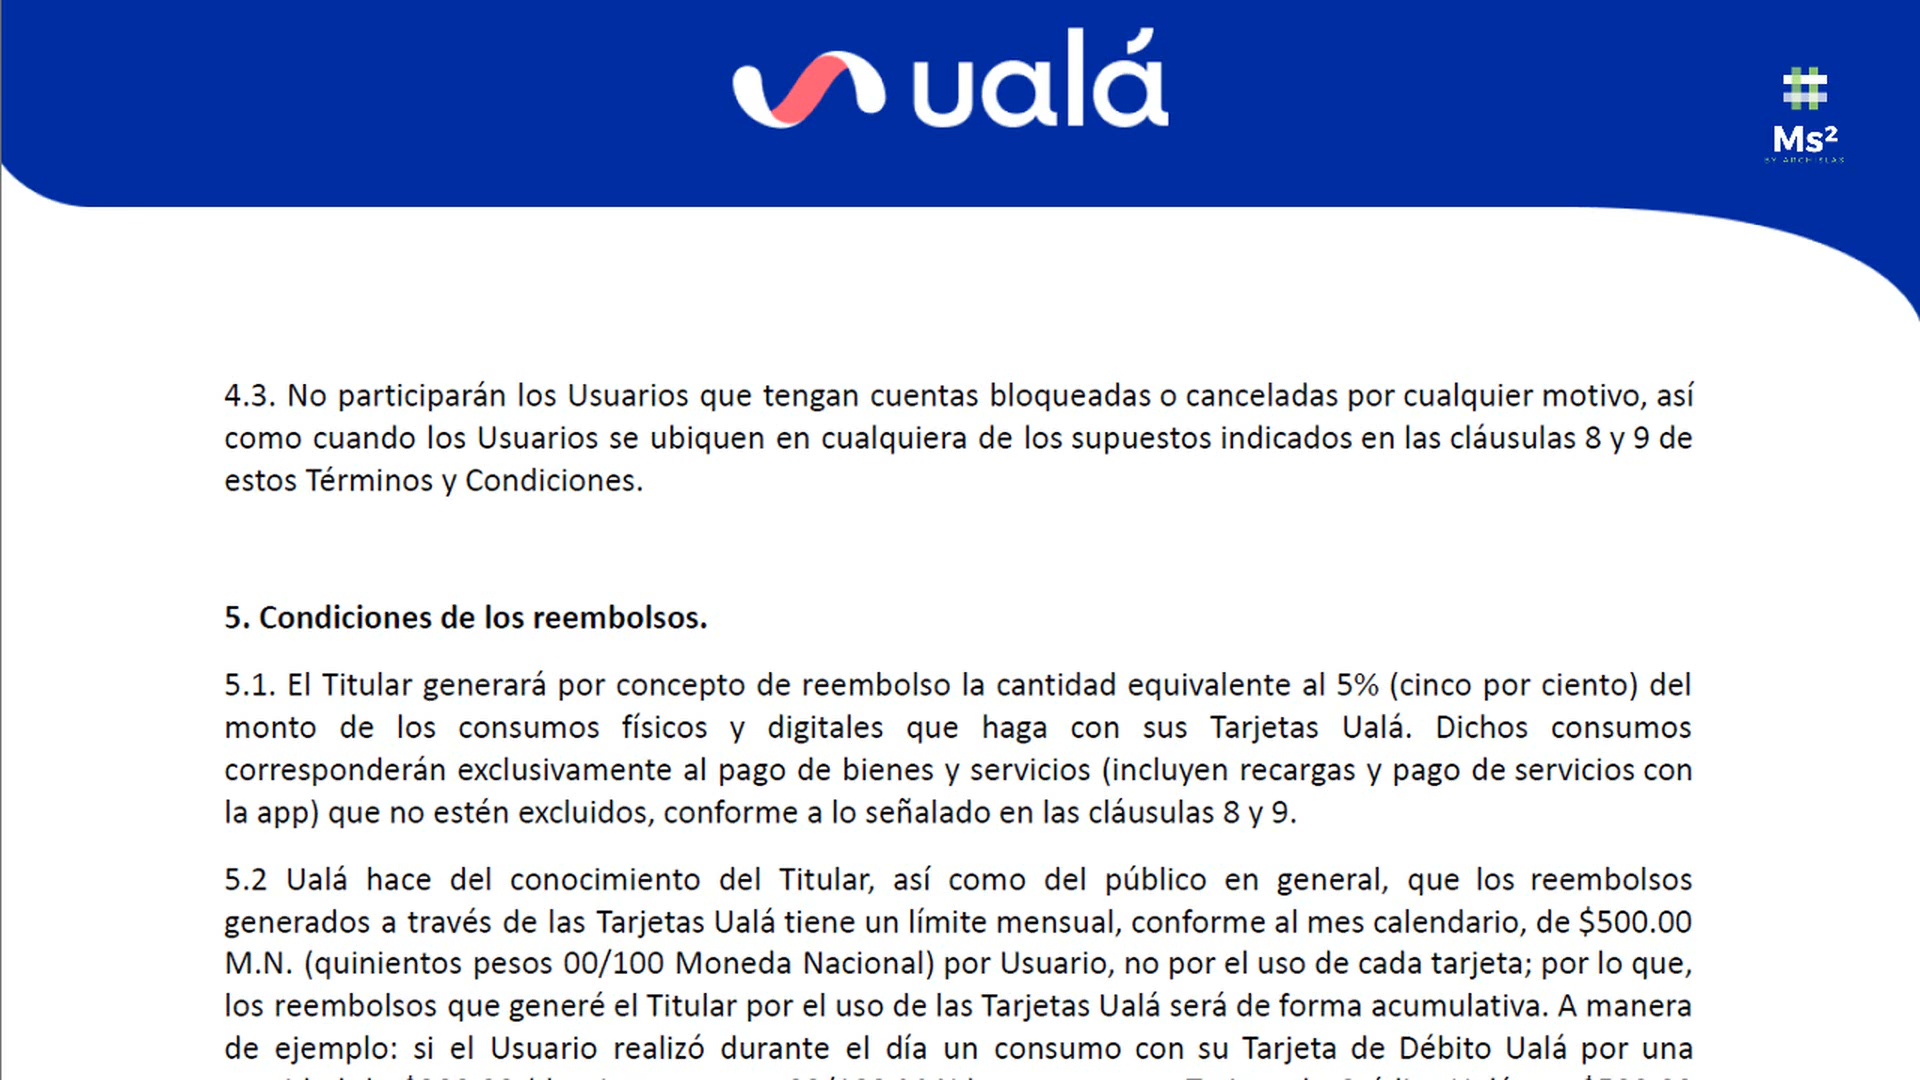 ualá
Ms²
BY ARCHISLAS
4.3. No participarán los Usuarios que tengan cuentas bloqueadas o canceladas por cualquier motivo, así
como cuando los Usuarios se ubiquen en cualquiera de los supuestos indicados en las cláusulas 8 y 9 de
estos Términos y Condiciones.
5. Condiciones de los reembolsos.
5.1. El Titular generará por concepto de reembolso la cantidad equivalente al 5% (cinco por ciento) del
monto de los consumos físicos y digitales que haga con sus Tarjetas Ualá. Dichos consumos
corresponderán exclusivamente al pago de bienes y servicios (incluyen recargas y pago de servicios con
la app) que no estén excluidos, conforme a lo señalado en las cláusulas 8 y 9.
5.2 Ualá hace del conocimiento del Titular, así como del público en general, que los reembolsos
generados a través de las Tarjetas Ualá tiene un límite mensual, conforme al mes calendario, de $500.00
M.N. (quinientos pesos 00/100 Moneda Nacional) por Usuario, no por el uso de cada tarjeta; por lo que,
los reembolsos que generé el Titular por el uso de las Tarjetas Ualá será de forma acumulativa. A manera
de ejemplo: si el Usuario realizó durante el día un consumo con su Tarjeta de Débito Ualá por una